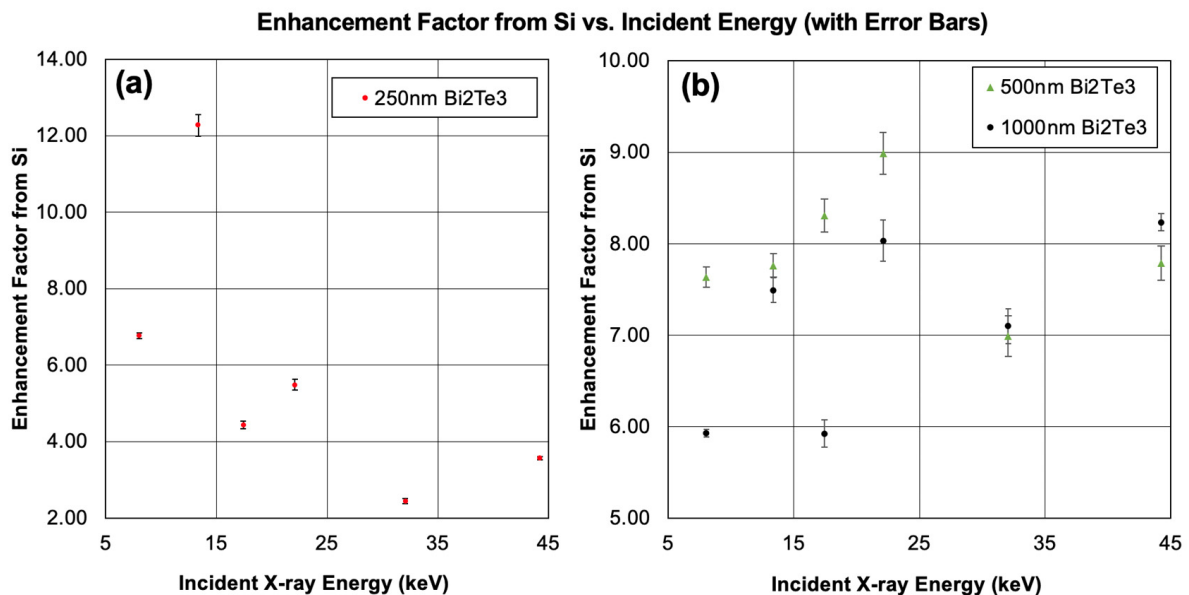 Enhancement Factor from Si vs. Incident Energy (with Error Bars)
(a)
250nm Bi2Te3
Enhancement Factor from Si
14.00
12.00
10.00
8.00
6.00
4.00
2.00
5
15
25
35
45
Incident X-ray Energy (keV)
(b)
500nm Bi2Te3
1000nm Bi2Te3
Enhancement Factor from Si
10.00
9.00
8.00
7.00
6.00
5.00
5
15
25
35
45
Incident X-ray Energy (keV)